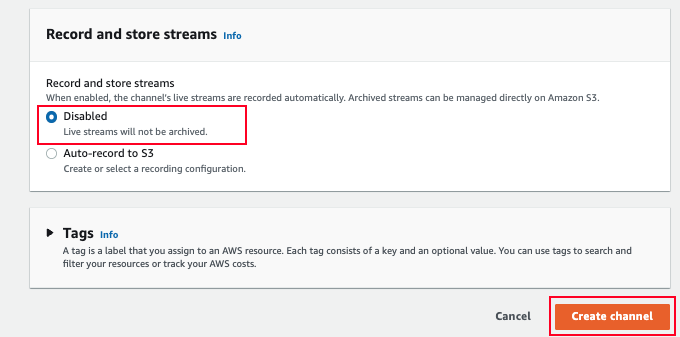 Record and store streams Info
Record and store streams
When enabled, the channel's live streams are recorded automatically. Archived streams can be managed directly on Amazon S3.
Disabled
Live streams will not be archived.
Auto-record to S3
Create or select a recording configuration.
Tags Info
A tag is a label that you assign to an AWS resource. Each tag consists of a key and an optional value. You can use tags to search and
filter your resources or track your AWS costs.
Cancel Create channel